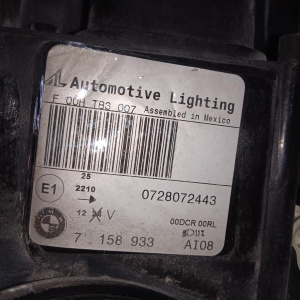 AL Automotive Lighting
F 00H TB3 007 Assembled in Mexico
25
E1 2210 0728072443
12 V 00DCR 00RL
7 158 933 AI08